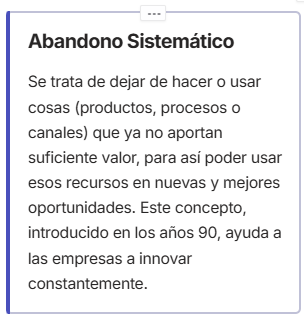 Abandono Sistemático
Se trata de dejar de hacer o usar
cosas (productos, procesos o
canales) que ya no aportan
suficiente valor, para así poder usar
esos recursos en nuevas y mejores
oportunidades. Este concepto,
introducido en los años 90, ayuda a
las empresas a innovar
constantemente.